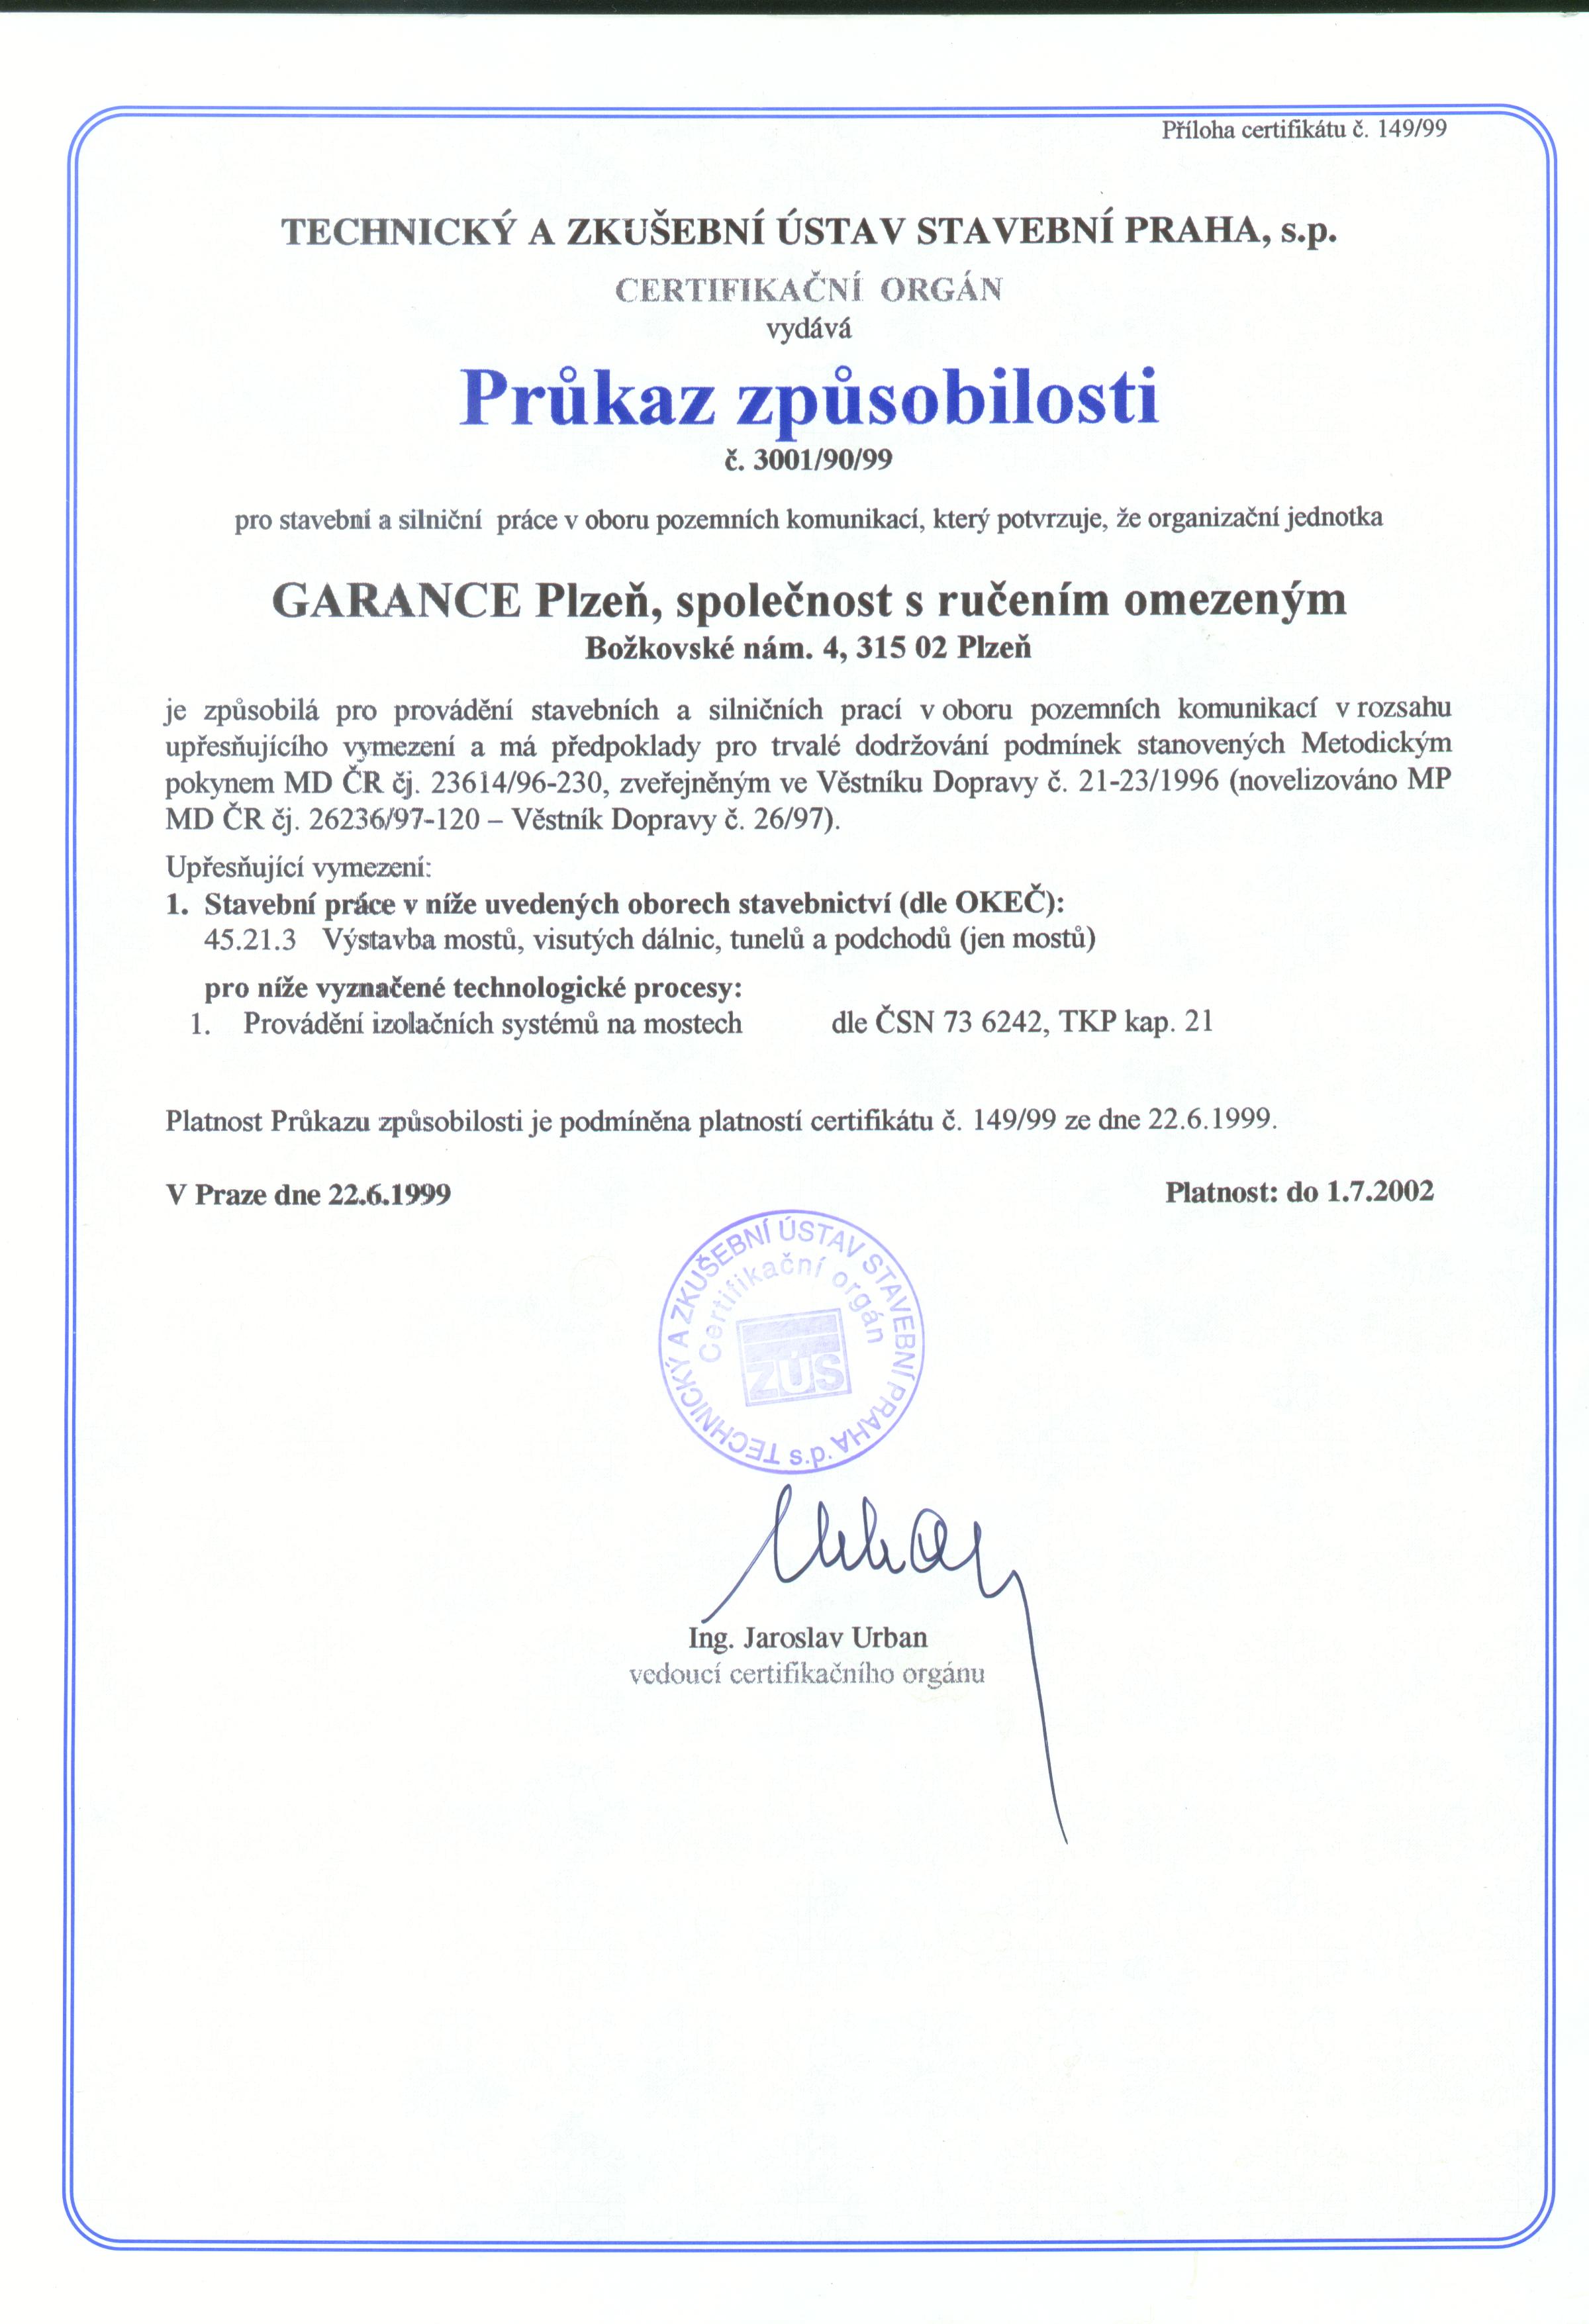 Příloha certifikátu č. 149/99
TECHNICKÝ A ZKUŠEBNÍ ÚSTAV STAVEBNÍ PRAHA, s.p.
CERTIFIKAČNÍ ORGÁN
vydává
Průkaz způsobilosti
č. 3001/90/99
pro stavební a silniční práce v oboru pozemních komunikací, který potvrzuje, že organizační jednotka
GARANCE Plzeň, společnost s ručením omezeným
Božkovské nám. 4, 315 02 Plzeň
je způsobilá pro provádění stavebních a silničních prací v oboru pozemních komunikací v rozsahu
upřesňujícího vymezení a má předpoklady pro trvalé dodržování podmínek stanovených Metodickým
pokynem MD ČR čj. 23614/96-230, zveřejněným ve Věstníku Dopravy č. 21-23/1996 (novelizováno MP
MD ČR čj. 26236/97-120 – Věstník Dopravy č. 26/97).
Upřesňující vymezení:
1. Stavební práce v níže uvedených oborech stavebnictví (dle OKEČ):
45.21.3 Výstavba mostů, visutých dálnic, tunelů a podchodů (jen mostů)
pro níže vyznačené technologické procesy:
1. Provádění izolačních systémů na mostech dle ČSN 73 6242, TKP kap. 21
Platnost Průkazu způsobilosti je podmíněna platností certifikátu č. 149/99 ze dne 22.6.1999.
V Praze dne 22.6.1999 Platnost: do 1.7.2002
TECHNICKÝ A ZKUŠEBNÍ ÚSTAV STAVEBNÍ PRAHA s.p.
Certifikační orgán
ZÚS
Ing. Jaroslav Urban
vedoucí certifikačního orgánu